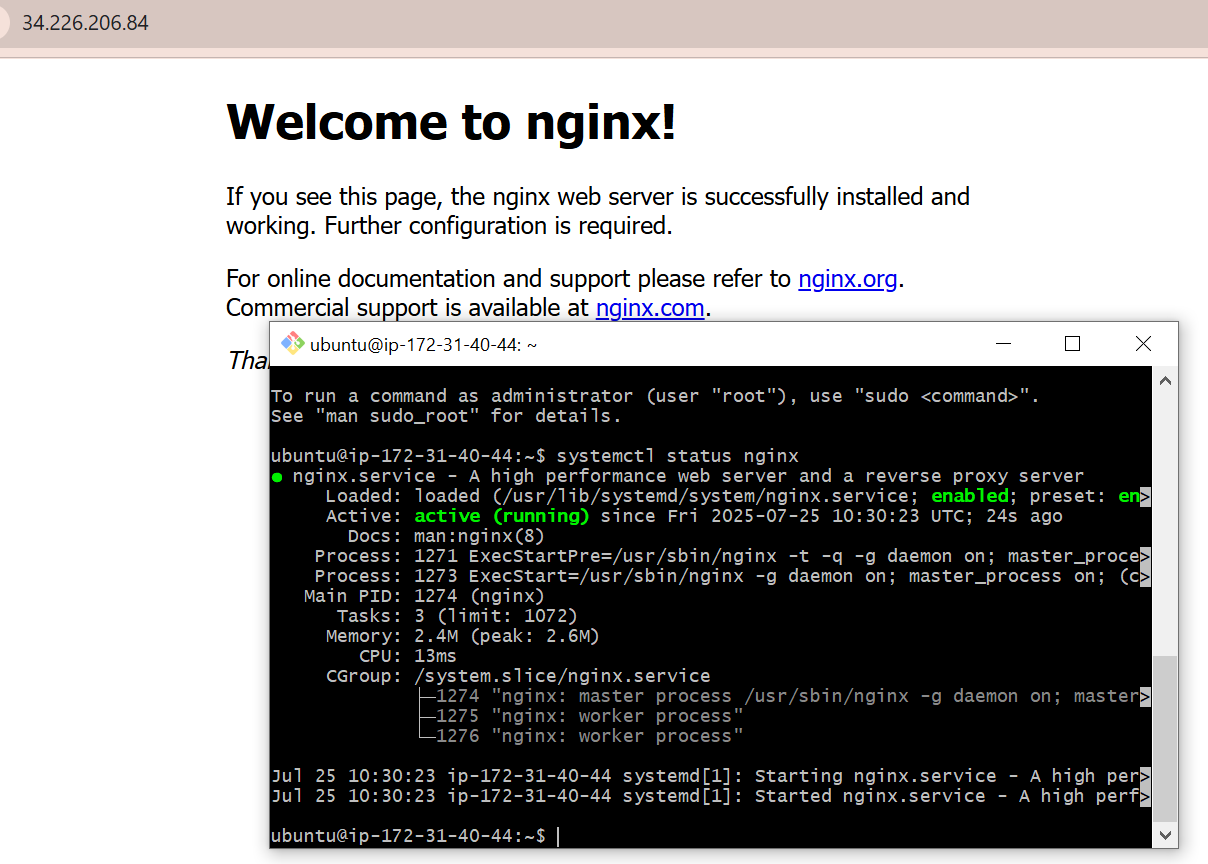 34.226.206.84
Welcome to nginx!
If you see this page, the nginx web server is successfully installed and
working. Further configuration is required.
For online documentation and support please refer to nginx.org.
Commercial support is available at nginx.com.
ubuntu@ip-172-31-40-44: ~
To run a command as administrator (user "root"), use "sudo <command>".
See "man sudo_root" for details.
ubuntu@ip-172-31-40-44:~$ systemctl status nginx
● nginx.service - A high performance web server and a reverse proxy server
Loaded: loaded (/usr/lib/systemd/system/nginx.service; enabled; preset: en>
Active: active (running) since Fri 2025-07-25 10:30:23 UTC; 24s ago
Docs: man:nginx(8)
Process: 1271 ExecStartPre=/usr/sbin/nginx -t -q -g daemon on; master_proce>
Process: 1273 ExecStart=/usr/sbin/nginx -g daemon on; master_process on; (c>
Main PID: 1274 (nginx)
Tasks: 3 (limit: 1072)
Memory: 2.4M (peak: 2.6M)
CPU: 13ms
CGroup: /system.slice/nginx.service
├─1274 "nginx: master process /usr/sbin/nginx -g daemon on; master>
├─1275 "nginx: worker process"
└─1276 "nginx: worker process"
Jul 25 10:30:23 ip-172-31-40-44 systemd[1]: Starting nginx.service - A high per>
Jul 25 10:30:23 ip-172-31-40-44 systemd[1]: Started nginx.service - A high perf>
ubuntu@ip-172-31-40-44:~$